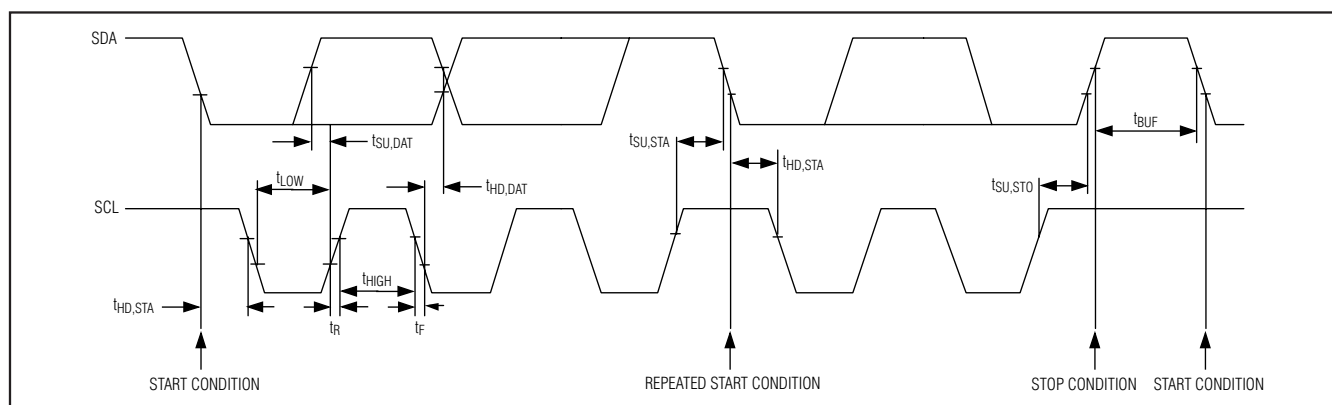 SDA
tSU,DAT
tLOW
tHD,DAT
tSU,STA
tHD,STA
tBUF
tSU,STO
SCL
tHIGH
tHD,STA
tR
tF
START CONDITION
REPEATED START CONDITION
STOP CONDITION
START CONDITION